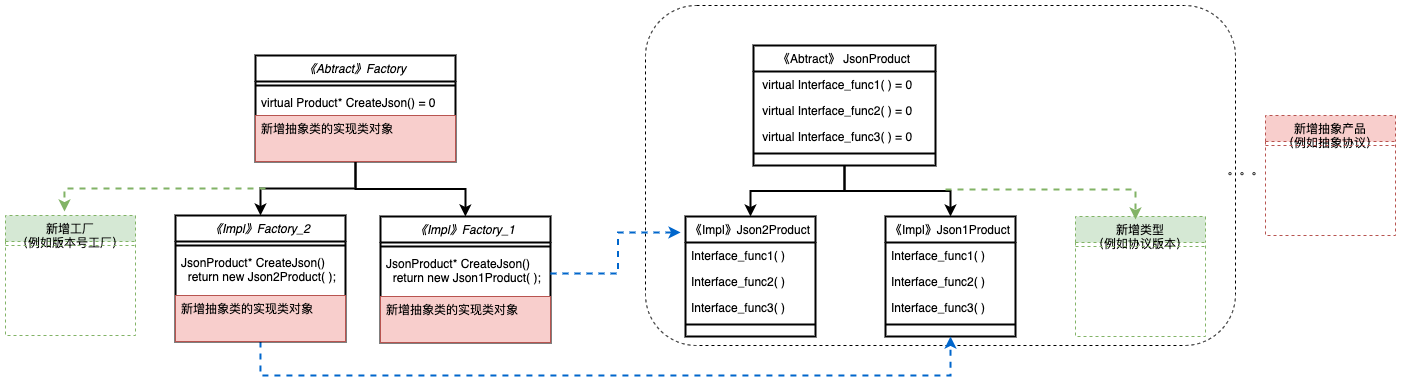 《Abtract》Factory
virtual Product* CreateJson() = 0
新增抽象类的实现类对象
新增工厂
(例如版本号工厂)
《Impl》Factory_2
JsonProduct* CreateJson()
return new Json2Product( );
新增抽象类的实现类对象
《Impl》Factory_1
JsonProduct* CreateJson()
return new Json1Product( );
新增抽象类的实现类对象
《Abtract》 JsonProduct
virtual Interface_func1( ) = 0
virtual Interface_func2( ) = 0
virtual Interface_func3( ) = 0
《Impl》Json2Product
Interface_func1( )
Interface_func2( )
Interface_func3( )
《Impl》Json1Product
Interface_func1( )
Interface_func2( )
Interface_func3( )
新增类型
(例如协议版本)
新增抽象产品
(例如抽象协议)